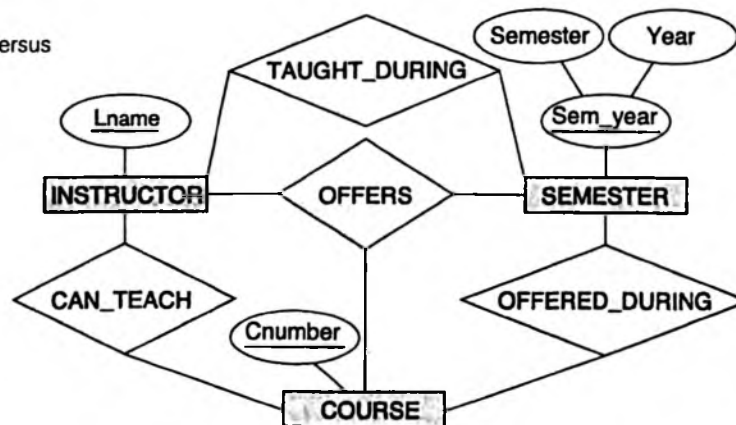 ersus
Semester
Year
TAUGHT_DURING
Lname
Sem_year
INSTRUCTOR
OFFERS
SEMESTER
CAN_TEACH
OFFERED_DURING
Cnumber
COURSE